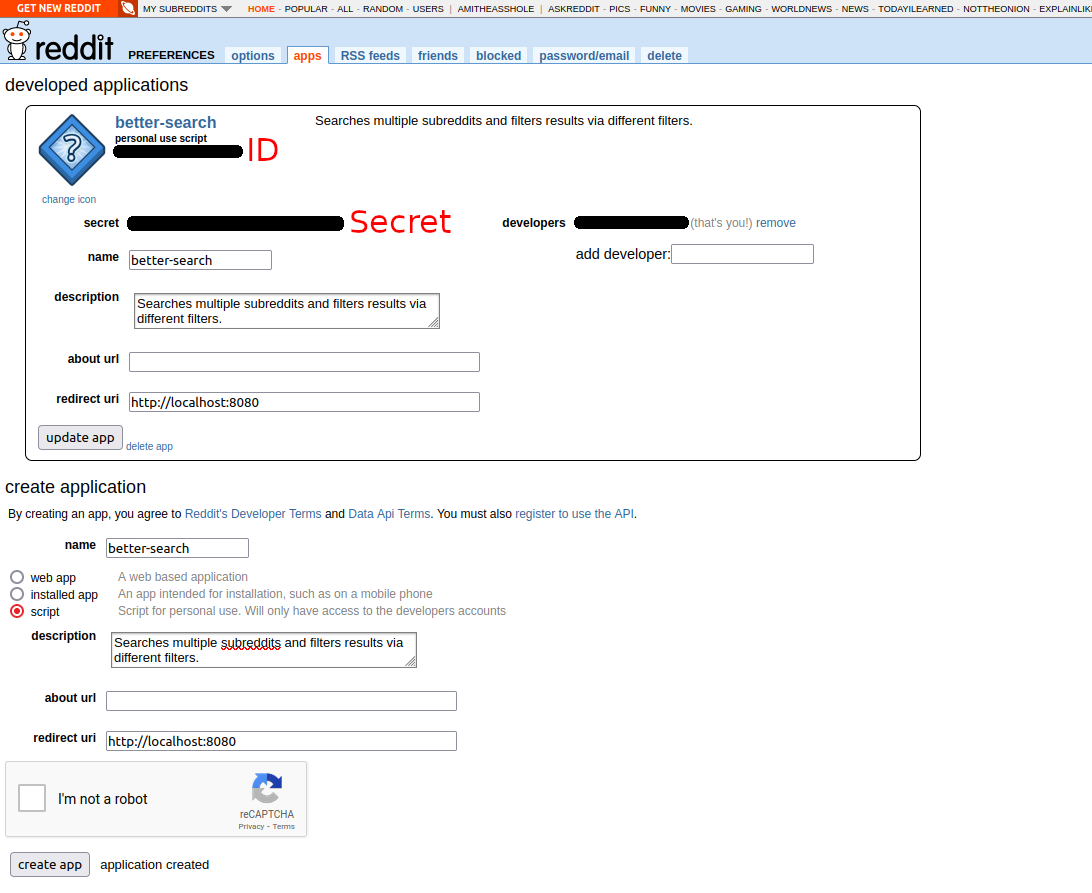 GET NEW REDDIT MY SUBREDDITS HOME - POPULAR - ALL - RANDOM - USERS | AMITHEASSHOLE | ASKREDDIT - PICS - FUNNY - MOVIES - GAMING - WORLDNEWS - NEWS - TODAYILEARNED - NOTTHEONION - EXPLAINLIK
reddit PREFERENCES options apps RSS feeds friends blocked password/email delete
developed applications
better-search Searches multiple subreddits and filters results via different filters.
personal use script
ID
change icon
secret Secret developers (that's you!) remove
name better-search add developer:
description Searches multiple subreddits and filters results via
different filters.
about url
redirect uri http://localhost:8080
update app delete app
create application
By creating an app, you agree to Reddit's Developer Terms and Data Api Terms. You must also register to use the API.
name better-search
web app A web based application
installed app An app intended for installation, such as on a mobile phone
script Script for personal use. Will only have access to the developers accounts
description Searches multiple subreddits and filters results via
different filters.
about url
redirect uri http://localhost:8080
I'm not a robot
reCAPTCHA
Privacy - Terms
create app application created